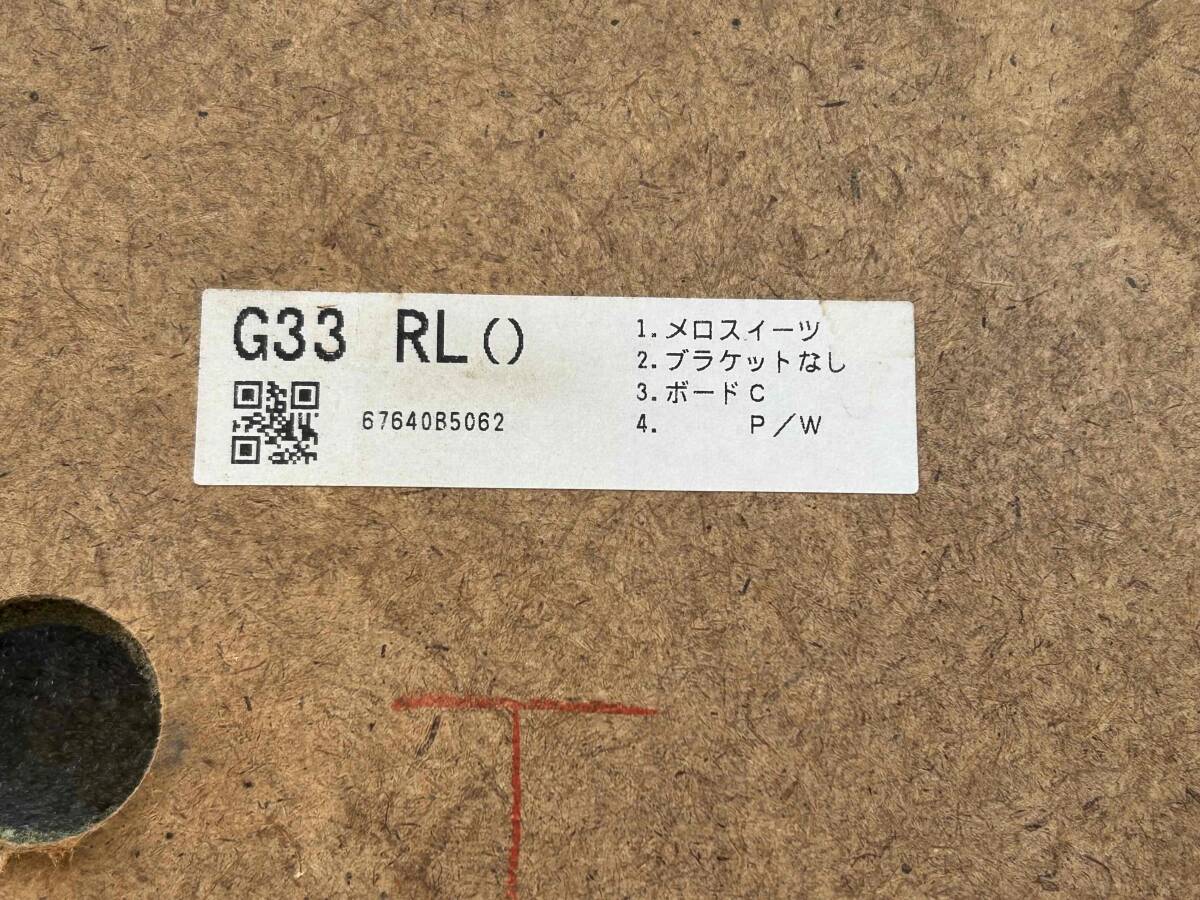 G33 RL()
67640B5062
1.メロスイーツ
2.ブラケットなし
3.ボードC
4. P/W